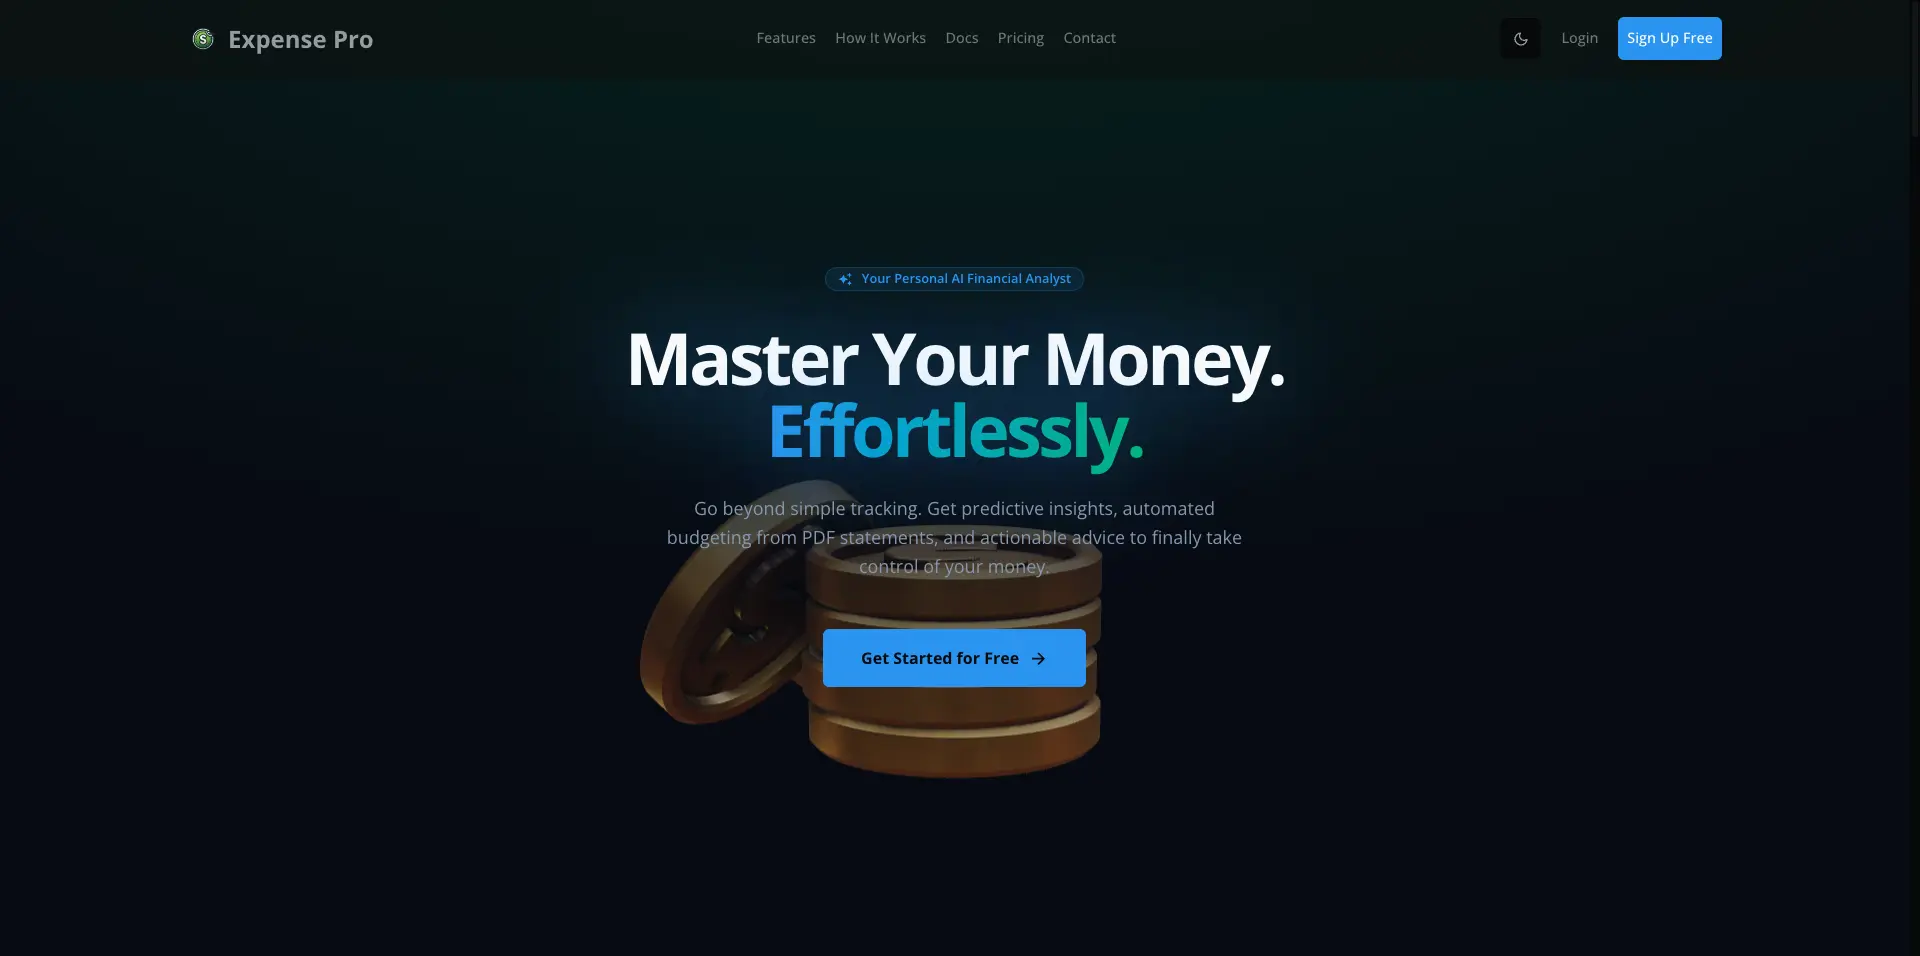 Expense Pro
Features
How It Works
Docs
Pricing
Contact
Login
Sign Up Free
Your Personal AI Financial Analyst
Master Your Money.
Effortlessly.
Go beyond simple tracking. Get predictive insights, automated
budgeting from PDF statements, and actionable advice to finally take
control of your money.
Get Started for Free